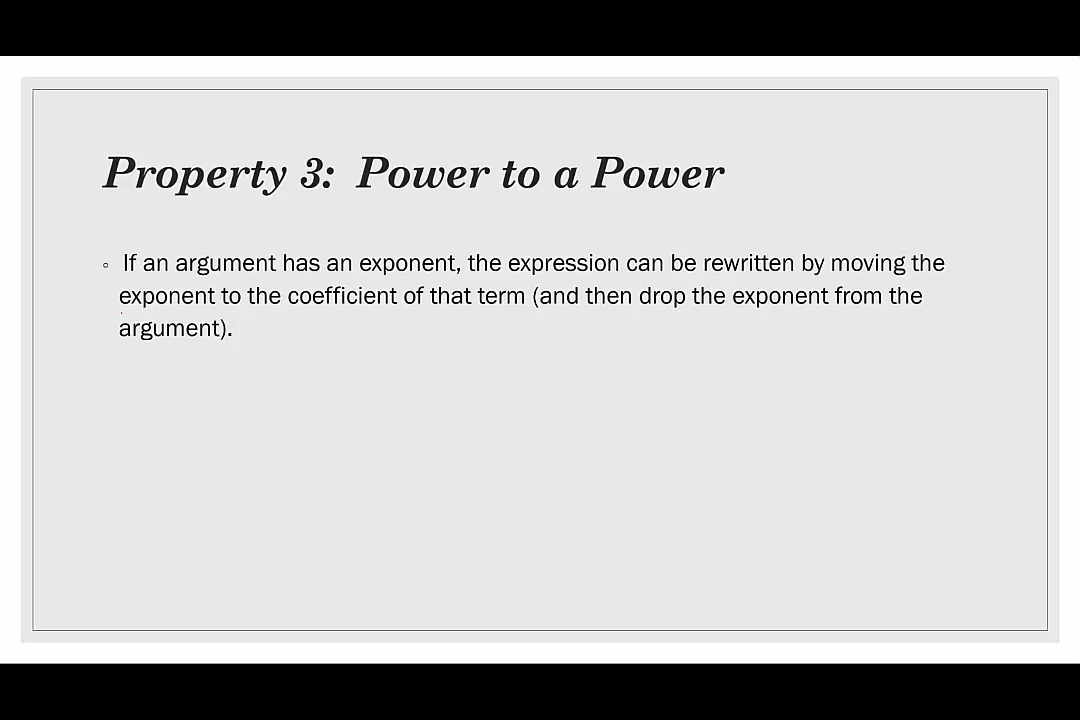 Property 3:  Power to a Power
◦ If an argument has an exponent, the expression can be rewritten by moving the
exponent to the coefficient of that term (and then drop the exponent from the
argument).